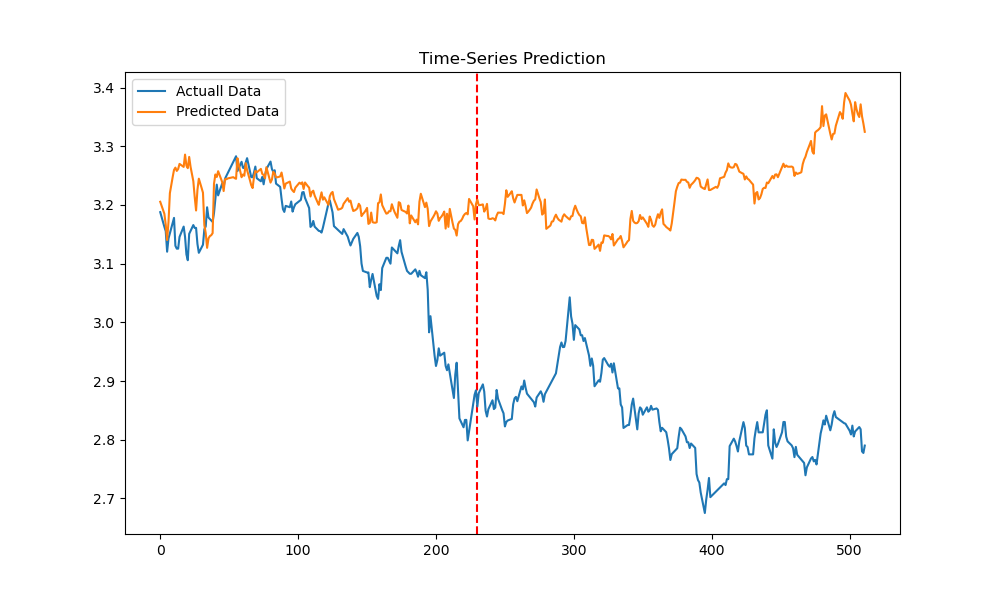 Time-Series Prediction
Actuall Data
Predicted Data
3.4
3.3
3.2
3.1
3.0
2.9
2.8
2.7
0 100 200 300 400 500